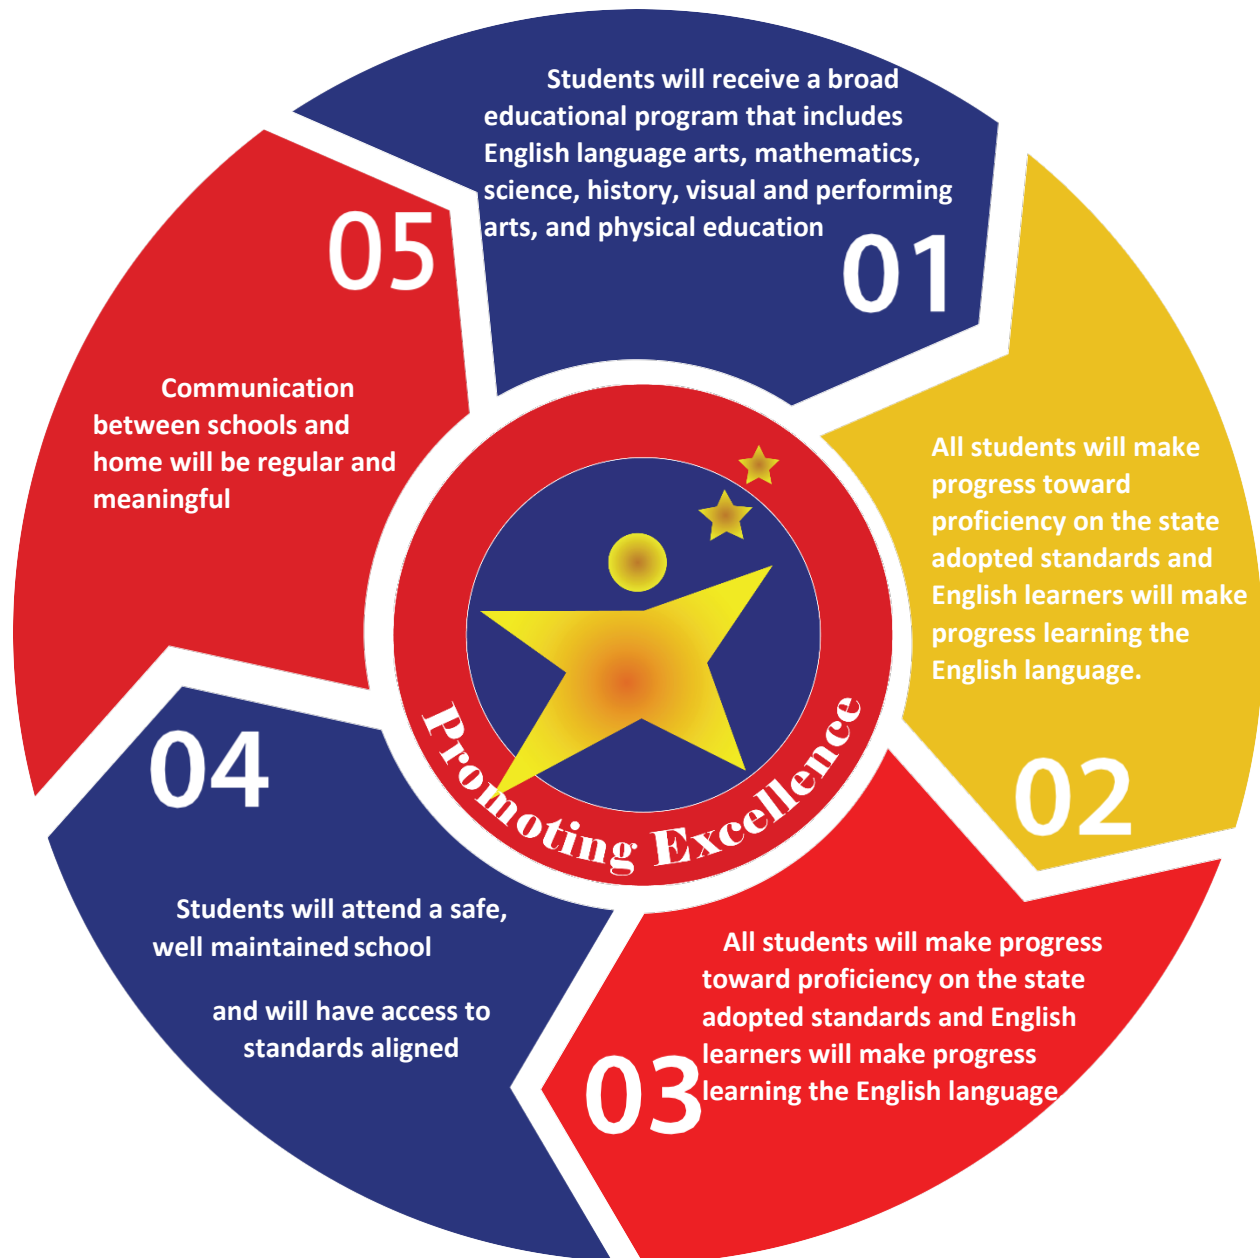 Students will receive a broad
educational program that includes
English language arts, mathematics,
science, history, visual and performing
arts, and physical education
01
All students will make
progress toward
proficiency on the state
adopted standards and
English learners will make
progress learning the
English language.
02
All students will make progress
toward proficiency on the state
adopted standards and English
learners will make progress
learning the English language
03
04
Students will attend a safe,
well maintained school
and will have access to
standards aligned
05
Communication
between schools and
home will be regular and
meaningful
Promoting Excellence